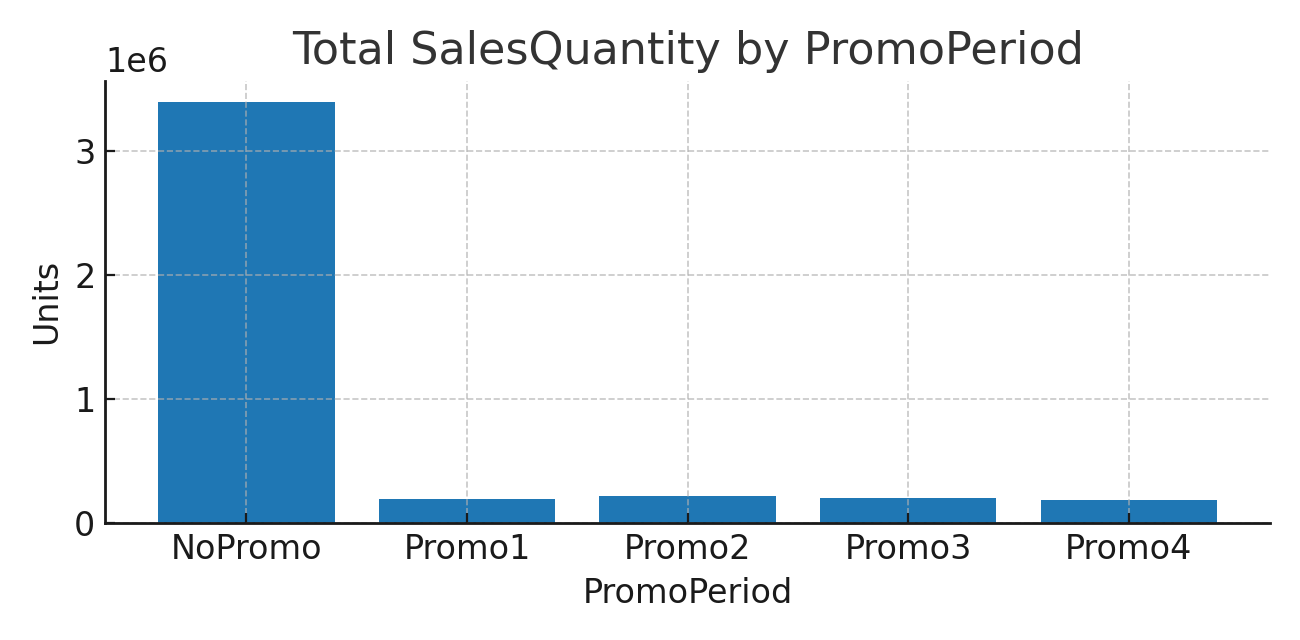 Total SalesQuantity by PromoPeriod
1e6
3
2
1
0
Units
NoPromo Promo1 Promo2 Promo3 Promo4
PromoPeriod